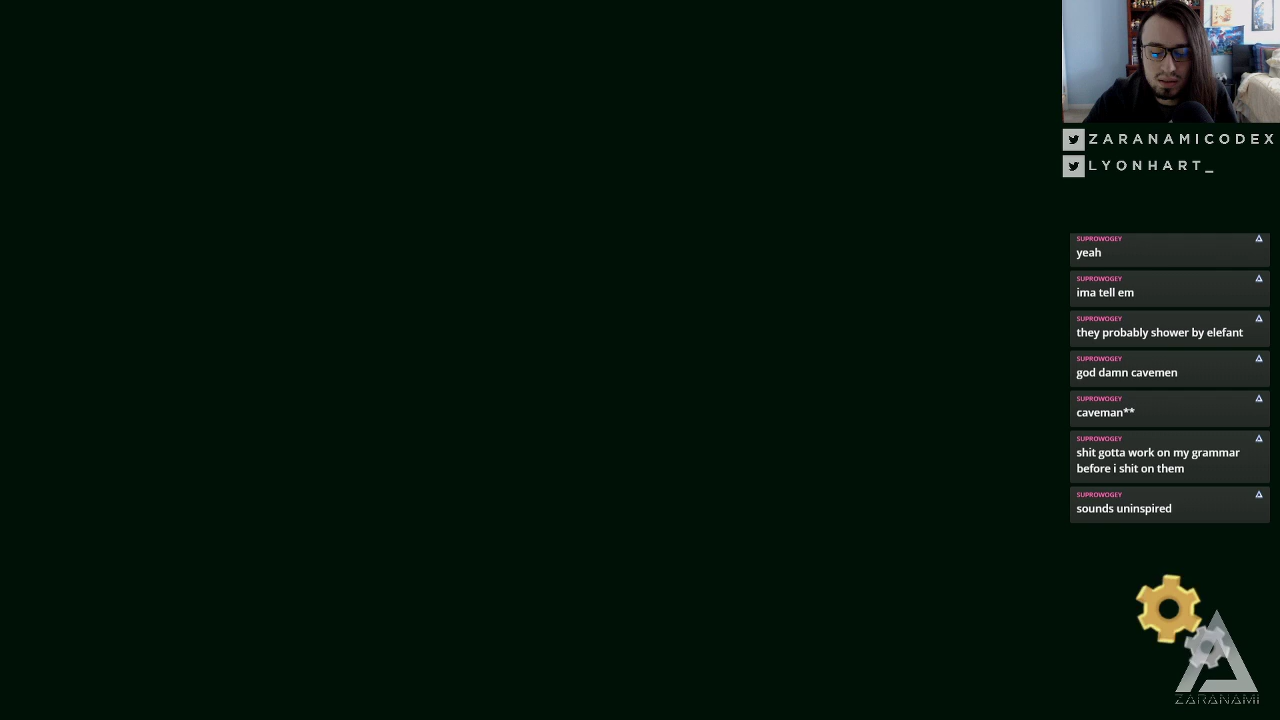 ZARANAMICODEX
LYONHART_
SUPROWOGEY
yeah
SUPROWOGEY
ima tell em
SUPROWOGEY
they probably shower by elefant
SUPROWOGEY
god damn cavemen
SUPROWOGEY
caveman**
SUPROWOGEY
shit gotta work on my grammar
before i shit on them
SUPROWOGEY
sounds uninspired
ZARANAMI